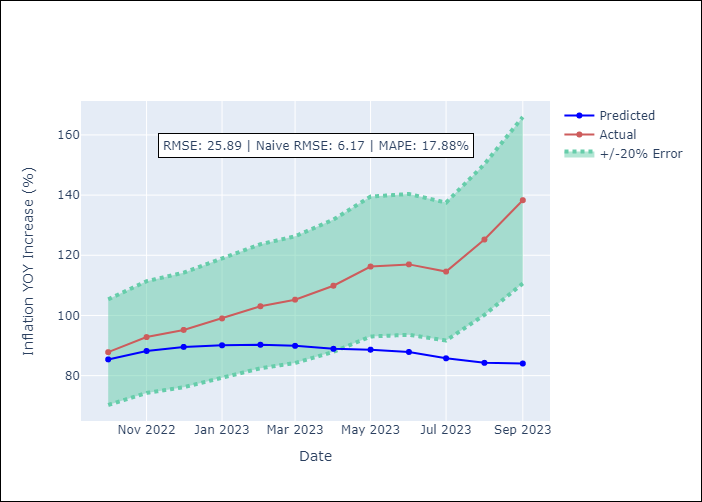 RMSE: 25.89 | Naive RMSE: 6.17 | MAPE: 17.88%
Predicted
Actual
+/-20% Error
Inflation YOY Increase (%)
160
140
120
100
80
Nov 2022 Jan 2023 Mar 2023 May 2023 Jul 2023 Sep 2023
Date